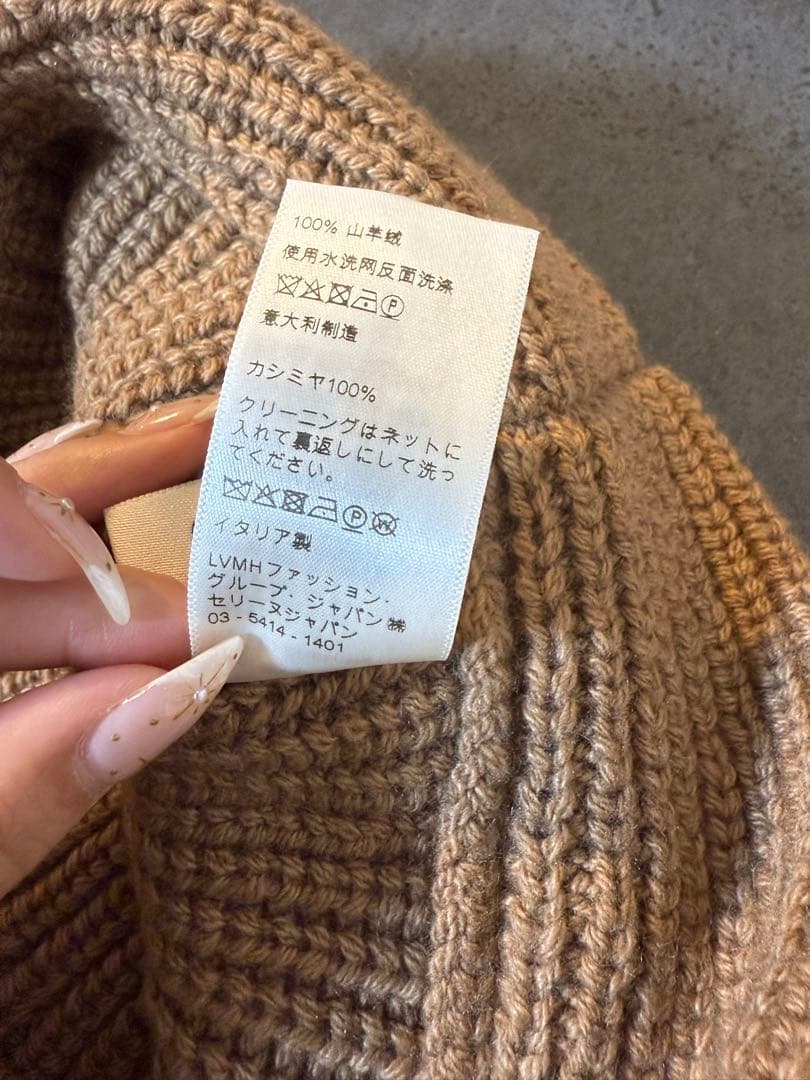 100% 山羊绒
使用水洗网反面洗涤
P
意大利制造
カシミヤ100%
クリーニングはネットに
入れて裏返しにして洗っ
てください。
P W
イタリア製
LVMHファッション・
グループ・ジャパン㈱
セリーヌジャパン
03 - 5414 - 1401